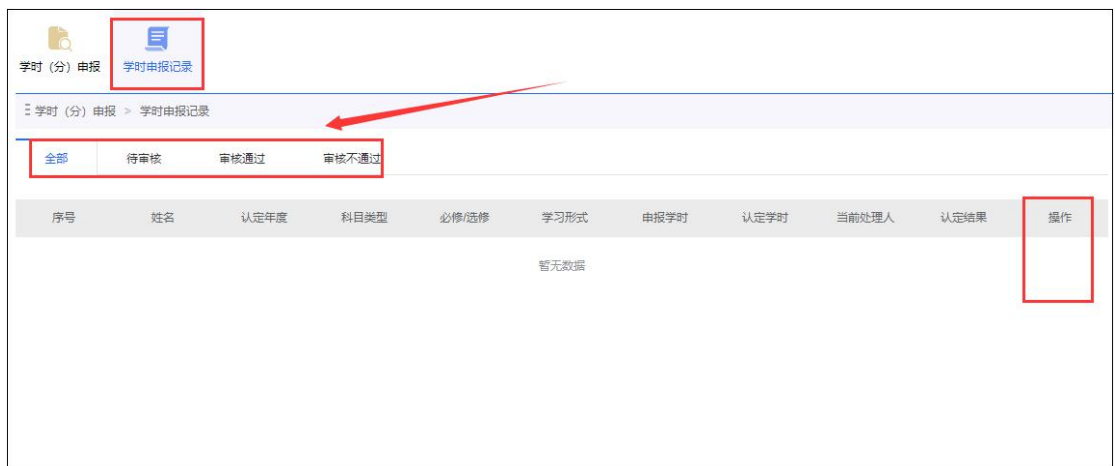 学时（分）申报 学时申报记录
学时（分）申报 > 学时申报记录
全部 待审核 审核通过 审核不通过
序号 姓名 认定年度 科目类型 必修/选修 学习形式 申报学时 认定学时 当前处理人 认定结果 操作
暂无数据